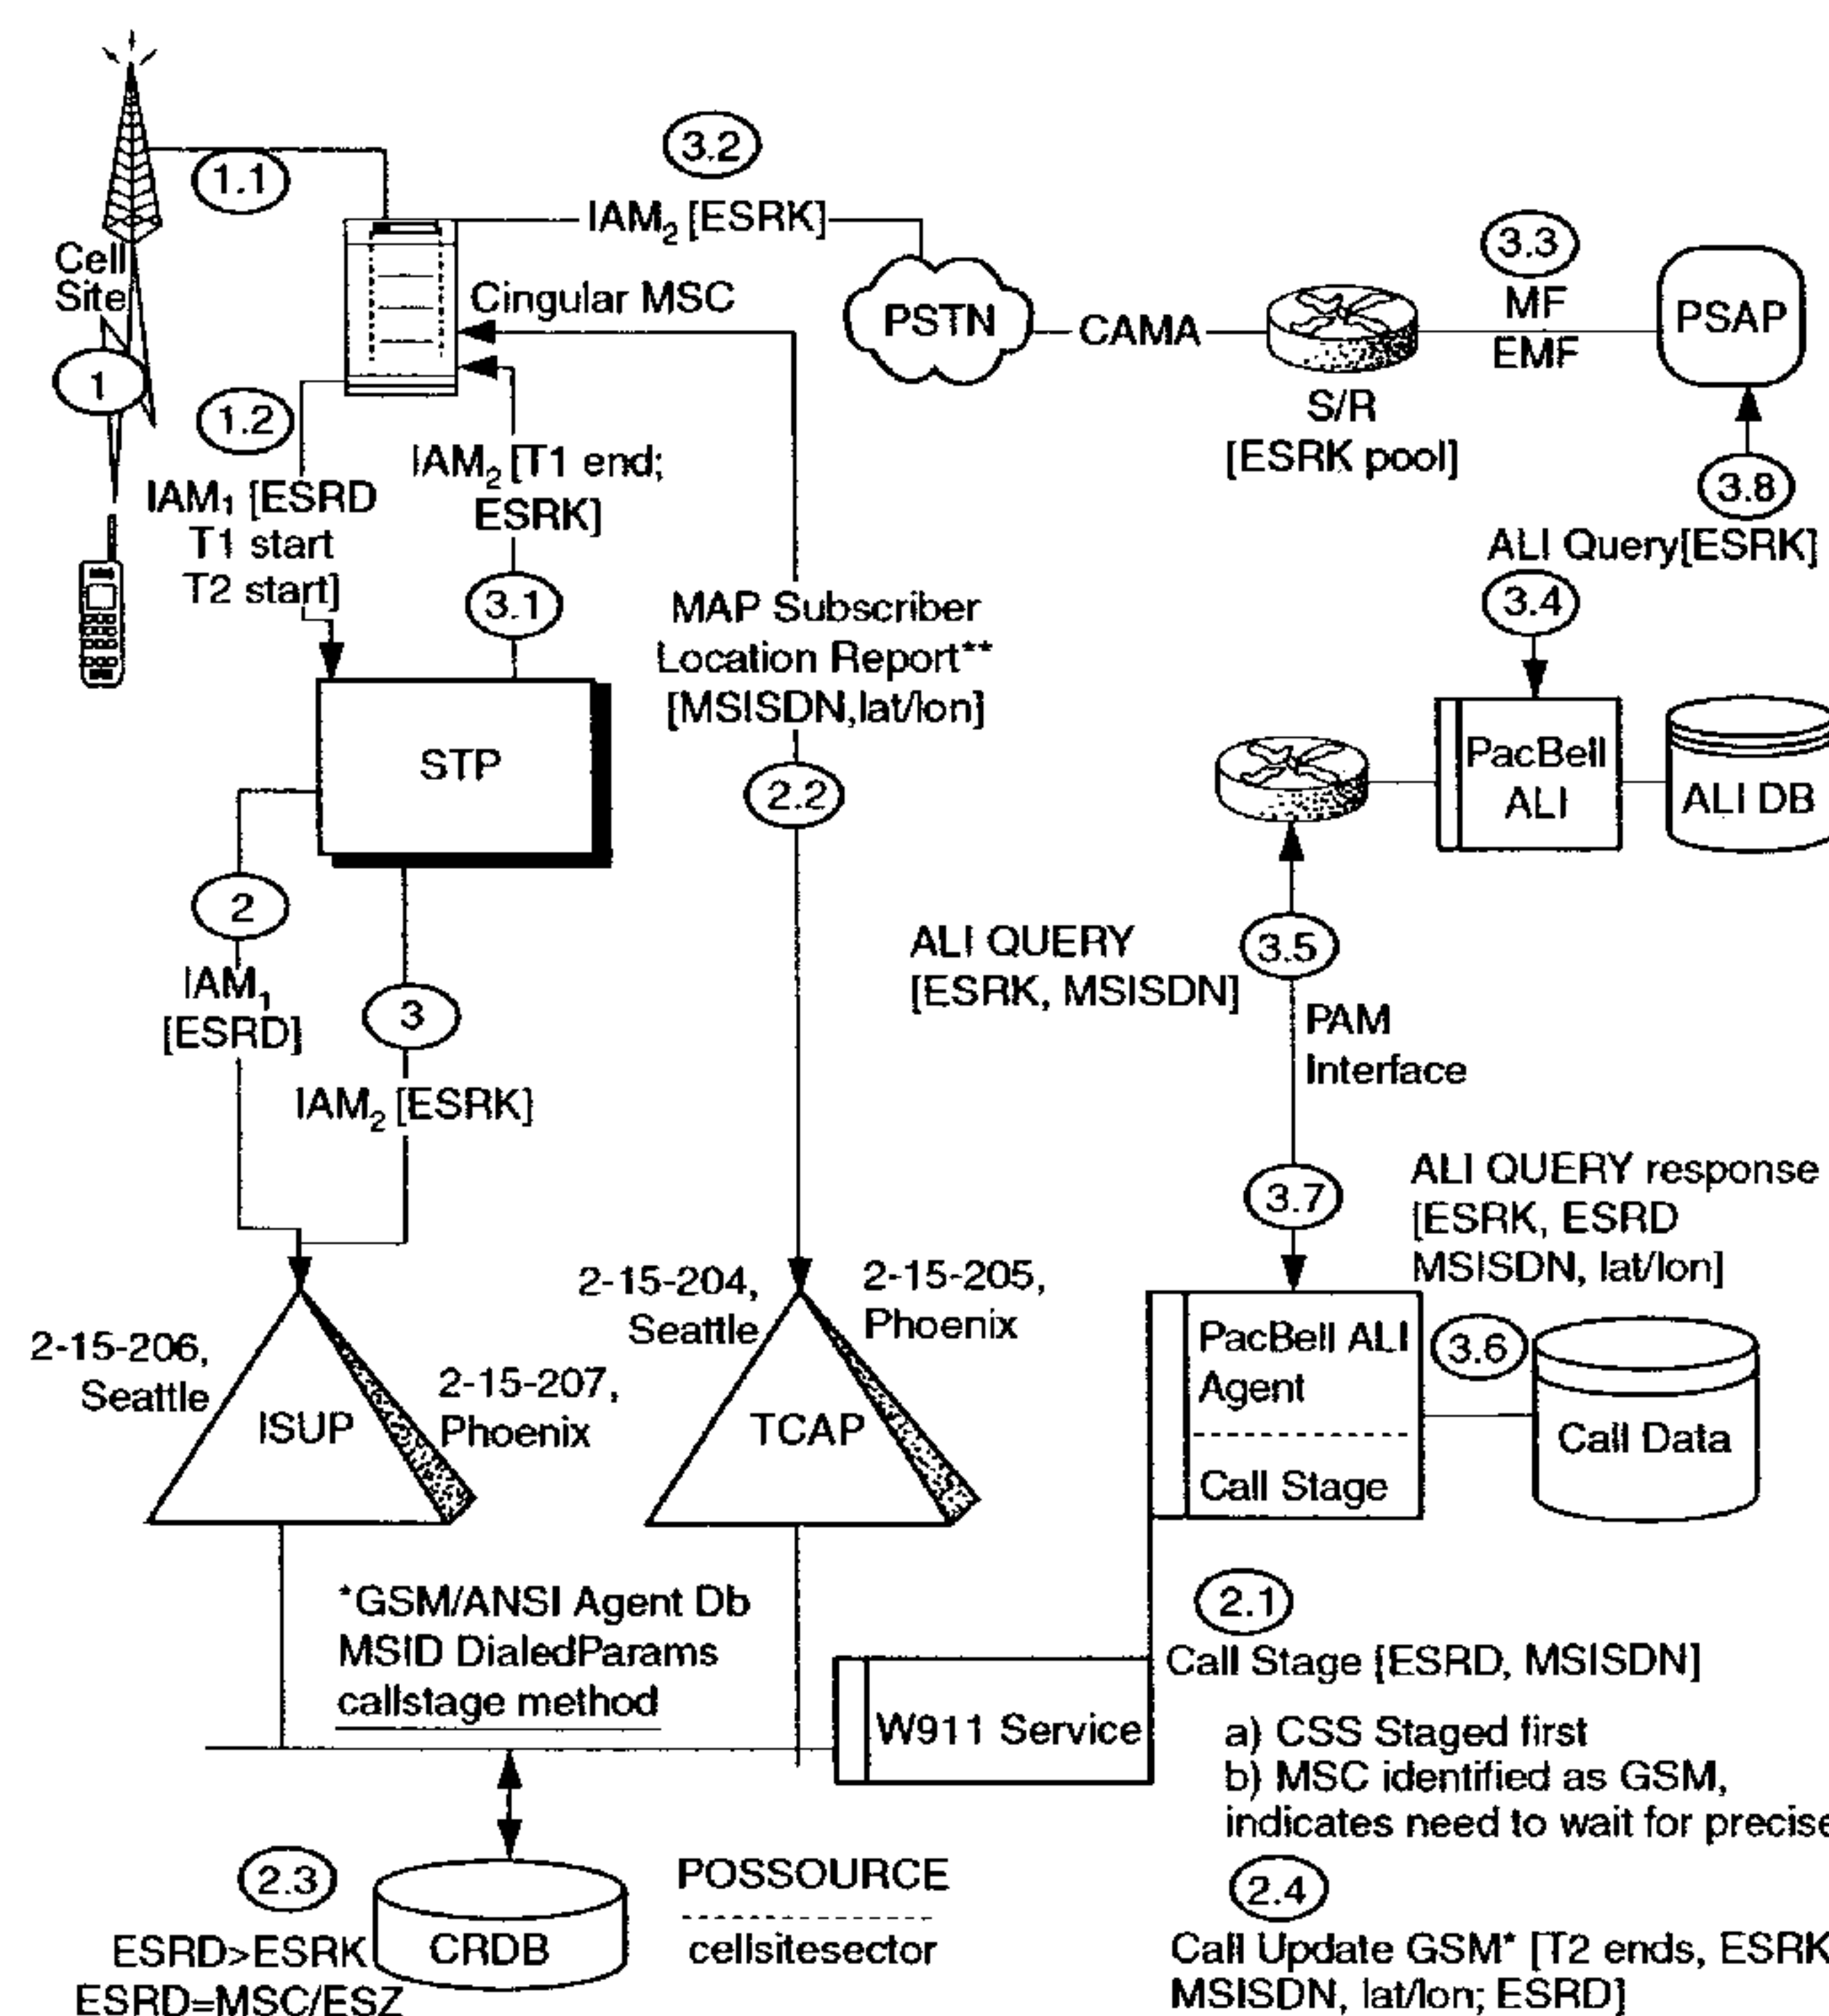 3.2
1.1
IAM₂ [ESRK]
Cell
Site
Cingular MSC
PSTN
CAMA
3.3
MF
EMF
PSAP
S/R
[ESRK pool]
1
1.2
IAM₁ [ESRD
T1 start
T2 start]
IAM₂ [T1 end;
ESRK]
3.1
3.8
ALI Query[ESRK]
3.4
MAP Subscriber
Location Report**
[MSISDN,lat/lon]
2.2
STP
PacBell
ALI
ALI DB
2
IAM₁
[ESRD]
3
IAM₂ [ESRK]
ALI QUERY
[ESRK, MSISDN]
3.5
PAM
Interface
3.7
ALI QUERY response
[ESRK, ESRD
MSISDN, lat/lon]
2-15-206,
Seattle
ISUP
2-15-207,
Phoenix
2-15-204,
Seattle
TCAP
2-15-205,
Phoenix
PacBell ALI
Agent
Call Stage
3.6
Call Data
*GSM/ANSI Agent Db
MSID DialedParams
callstage method
W911 Service
2.1
Call Stage [ESRD, MSISDN]
a) CSS Staged first
b) MSC identified as GSM,
indicates need to wait for precise
2.3
ESRD>ESRK
ESRD=MSC/ESZ
CRDB
POSSOURCE
cellsitesector
2.4
Call Update GSM* [T2 ends, ESRK
MSISDN, lat/lon; ESRD]